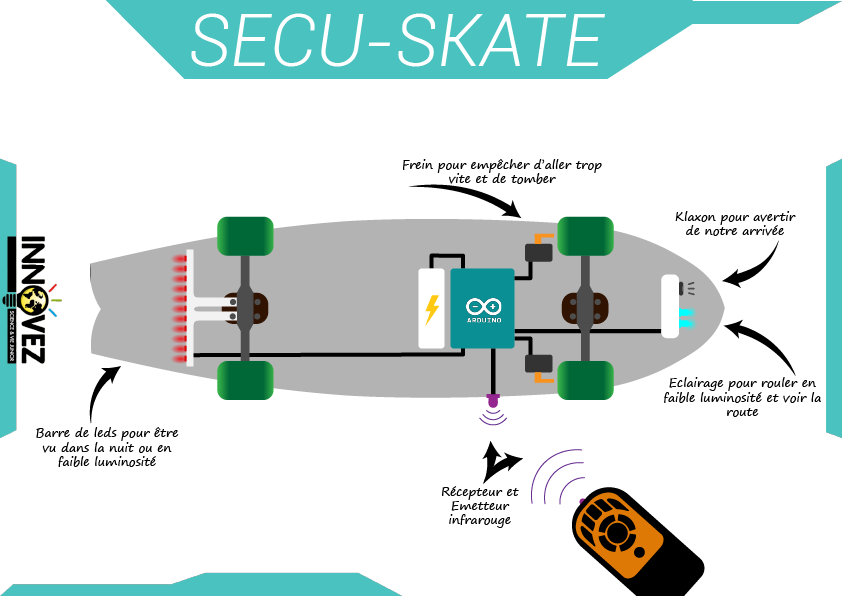 SECU-SKATE
Frein pour empêcher d'aller trop
vite et de tomber
Klaxon pour avertir
de notre arrivée
INNOVEZ
SCIENCE & VIE JUNIOR
ARDUINO
Eclairage pour rouler en
faible luminosité et voir la
route
Barre de leds pour être
vu dans la nuit ou en
faible luminosité
Récepteur et
Emetteur
infrarouge